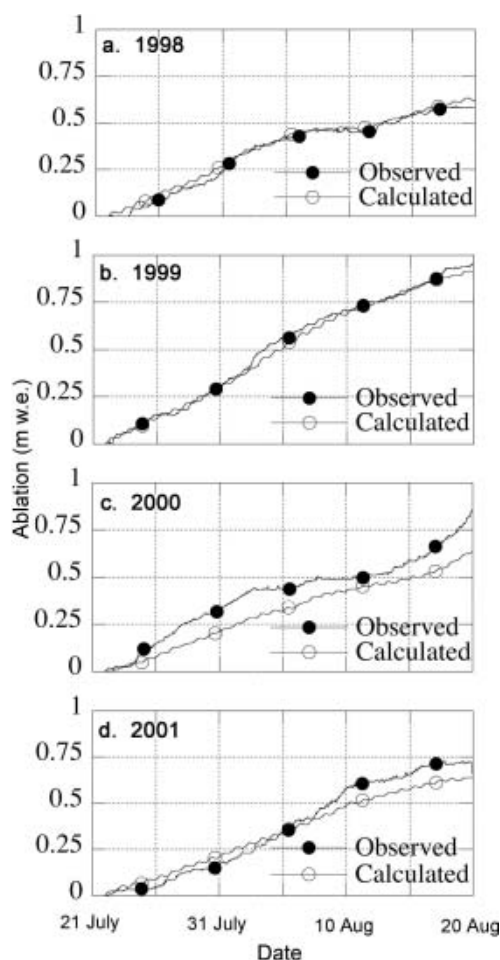 1
a. 1998
0.75
0.5
0.25
0
Observed
Calculated
1
b. 1999
0.75
0.5
0.25
0
Observed
Calculated
Ablation (m w.e.)
1
c. 2000
0.75
0.5
0.25
0
Observed
Calculated
1
d. 2001
0.75
0.5
0.25
0
Observed
Calculated
21 July 31 July 10 Aug 20 Aug
Date